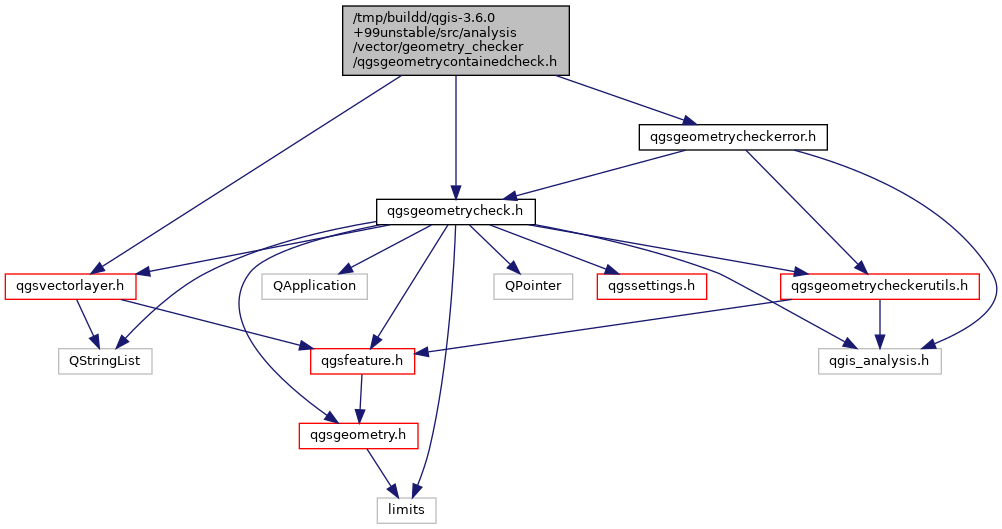 /tmp/buildd/qgis-3.6.0
+99unstable/src/analysis
/vector/geometry_checker
/qgsgeometrycontainedcheck.h
qgsgeometrycheckerror.h
qgsgeometrycheck.h
qgsvectorlayer.h
QApplication
QPointer
qgssettings.h
qgsgeometrycheckerutils.h
QStringList
qgsfeature.h
qgis_analysis.h
qgsgeometry.h
limits